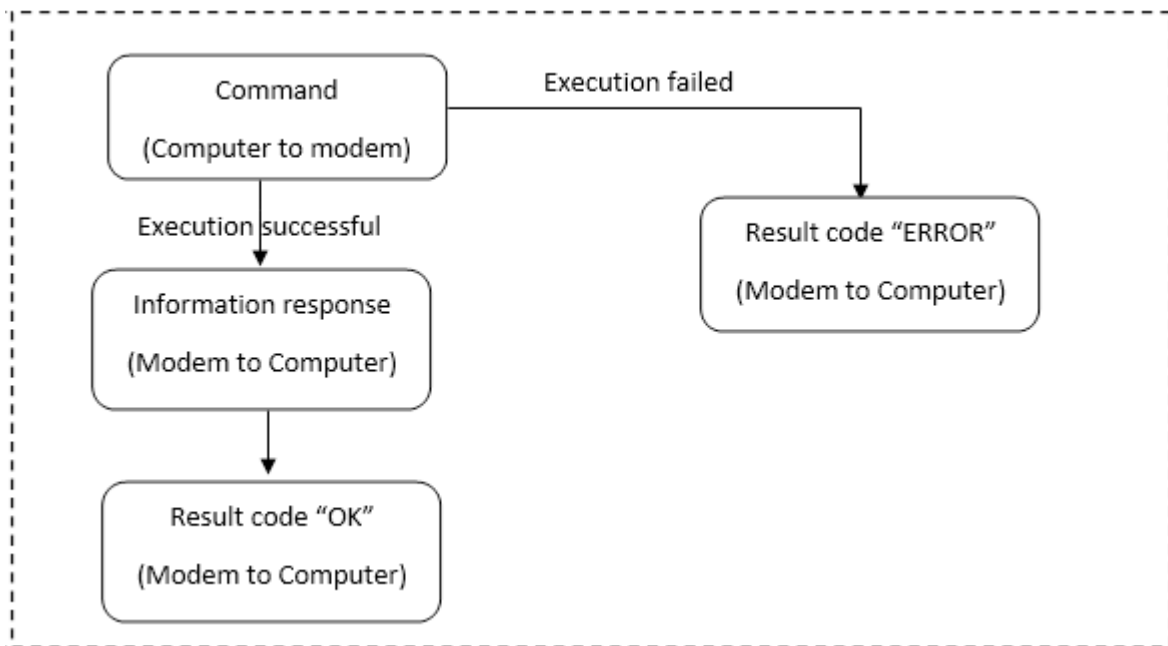 Command
(Computer to modem)
Execution failed
Execution successful
Result code “ERROR”
(Modem to Computer)
Information response
(Modem to Computer)
Result code “OK”
(Modem to Computer)